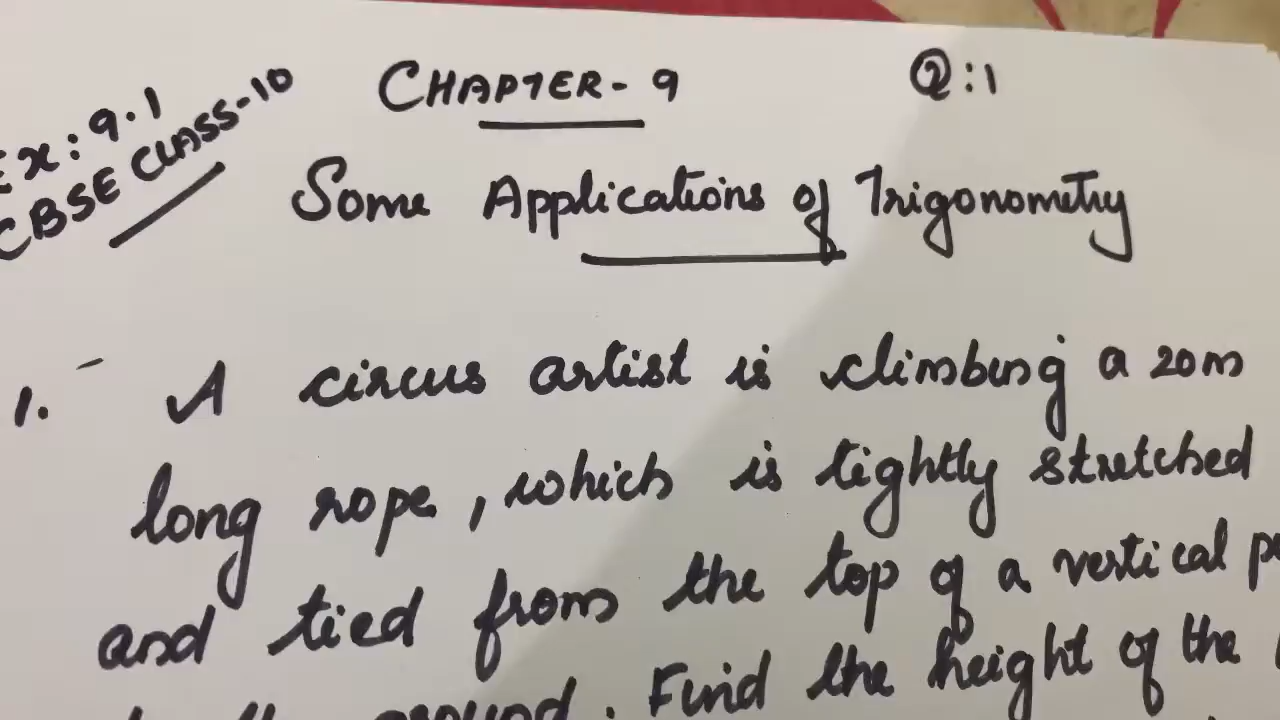 Ex: 9.1
CBSE CLASS-10
CHAPTER - 9
Q:1
Some Applications of Trigonometry
1. A circus artist is climbing a 20m
long rope, which is tightly stretched
and tied from the top of a vertical
ground. Find the height of the